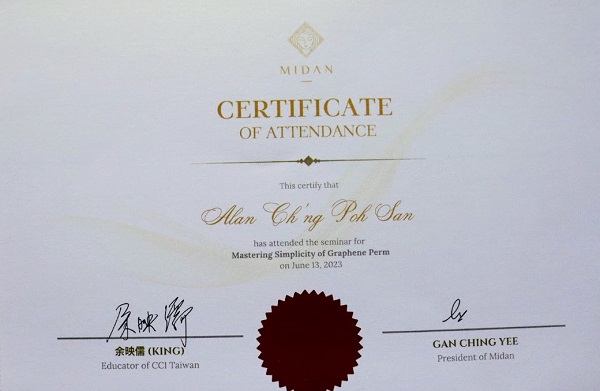 MIDAN
CERTIFICATE
OF ATTENDANCE
This certify that
Alan Ch'ng Poh San
has attended the seminar for
Mastering Simplicity of Graphene Perm
on June 13, 2023
余映儒 (KING)
Educator of CCI Taiwan
GAN CHING YEE
President of Midan